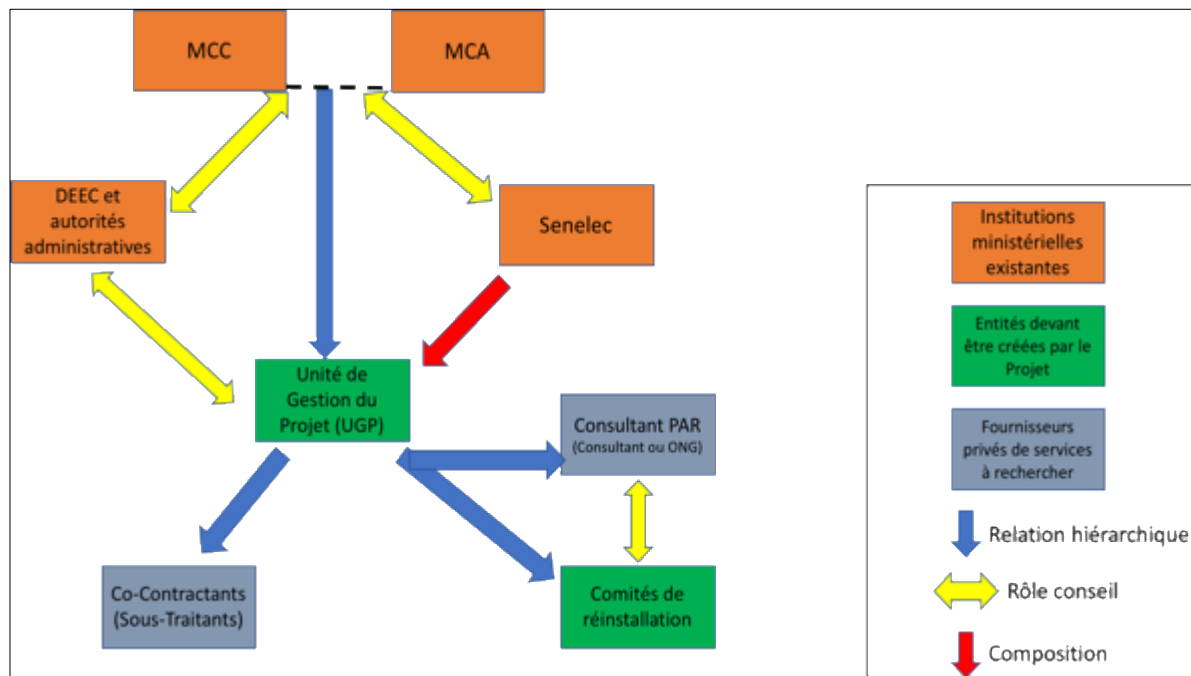 MCC
MCA
DEEC et
autorités
administratives
Senelec
Unité de
Gestion du
Projet (UGP)
Consultant PAR
(Consultant ou ONG)
Co-Contractants
(Sous-Traitants)
Comités de
réinstallation
Institutions
ministérielles
existantes
Entités devant
être créées par le
Projet
Fournisseurs
privés de services
à rechercher
Relation hiérarchique
Rôle conseil
Composition